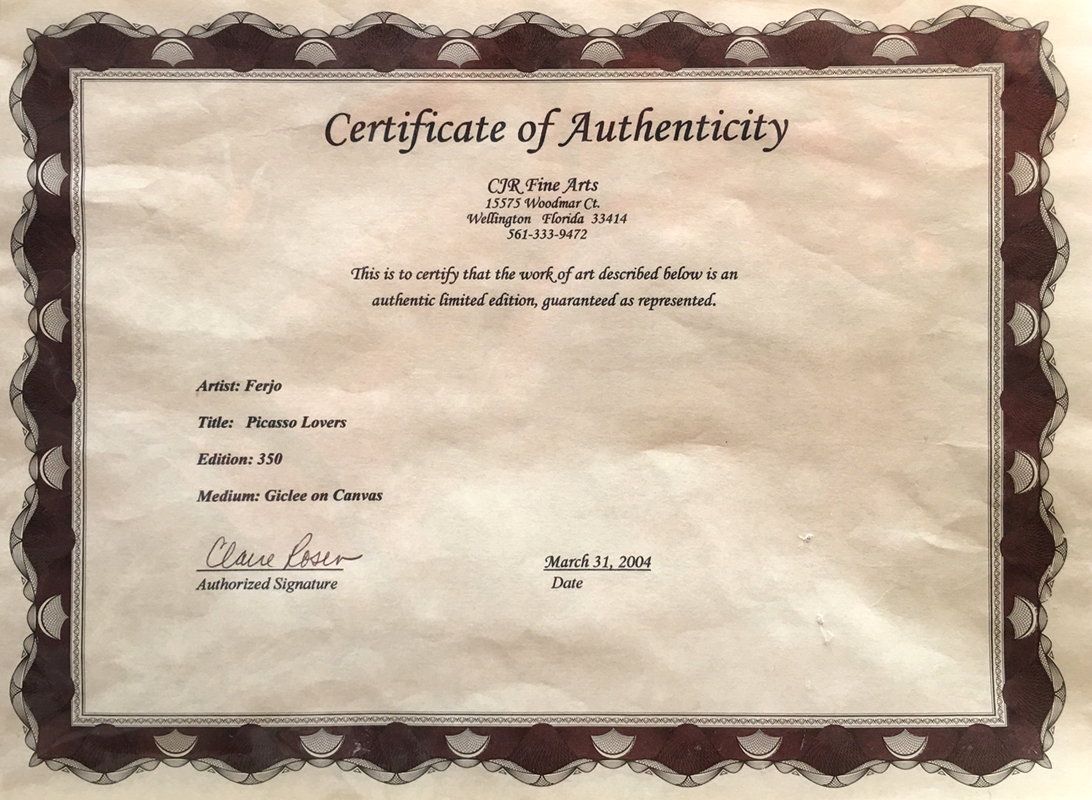 Certificate of Authenticity
CJR Fine Arts
15575 Woodmar Ct.
Wellington Florida 33414
561-333-9472
This is to certify that the work of art described below is an
authentic limited edition, guaranteed as represented.
Artist: Ferjo
Title: Picasso Lovers
Edition: 350
Medium: Giclee on Canvas
Claire Rosen
Authorized Signature
March 31, 2004
Date